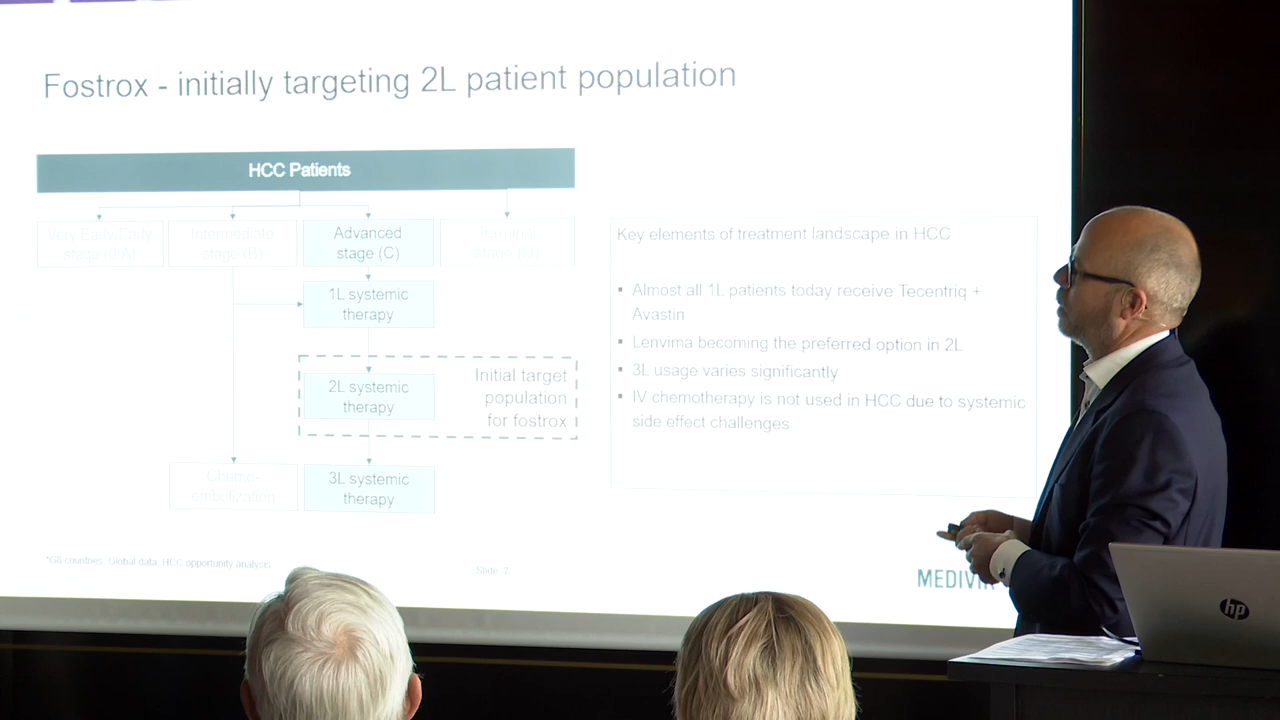 Fostrox - initially targeting 2L patient population
HCC Patients
Very Early/Early
stage (0/A)
Intermediate
stage (B)
Advanced
stage (C)
Terminal
stage (D)
1L systemic
therapy
2L systemic
therapy
Initial target
population
for fostrox
Chemo-
embolization
3L systemic
therapy
Key elements of treatment landscape in HCC
▪ Almost all 1L patients today receive Tecentriq +
Avastin
▪ Lenvima becoming the preferred option in 2L
▪ 3L usage varies significantly
▪ IV chemotherapy is not used in HCC due to systemic
side effect challenges
*G8 countries; Global data, HCC opportunity analysis
Slide 7
MEDIVIR
hp